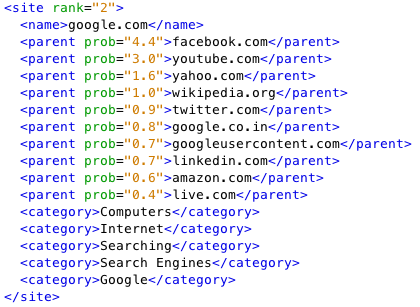 <site rank="2">
  <name>google.com</name>
  <parent prob="4.4">facebook.com</parent>
  <parent prob="3.0">youtube.com</parent>
  <parent prob="1.6">yahoo.com</parent>
  <parent prob="1.0">wikipedia.org</parent>
  <parent prob="0.9">twitter.com</parent>
  <parent prob="0.8">google.co.in</parent>
  <parent prob="0.7">googleusercontent.com</parent>
  <parent prob="0.7">linkedin.com</parent>
  <parent prob="0.6">amazon.com</parent>
  <parent prob="0.4">live.com</parent>
  <category>Computers</category>
  <category>Internet</category>
  <category>Searching</category>
  <category>Search Engines</category>
  <category>Google</category>
</site>